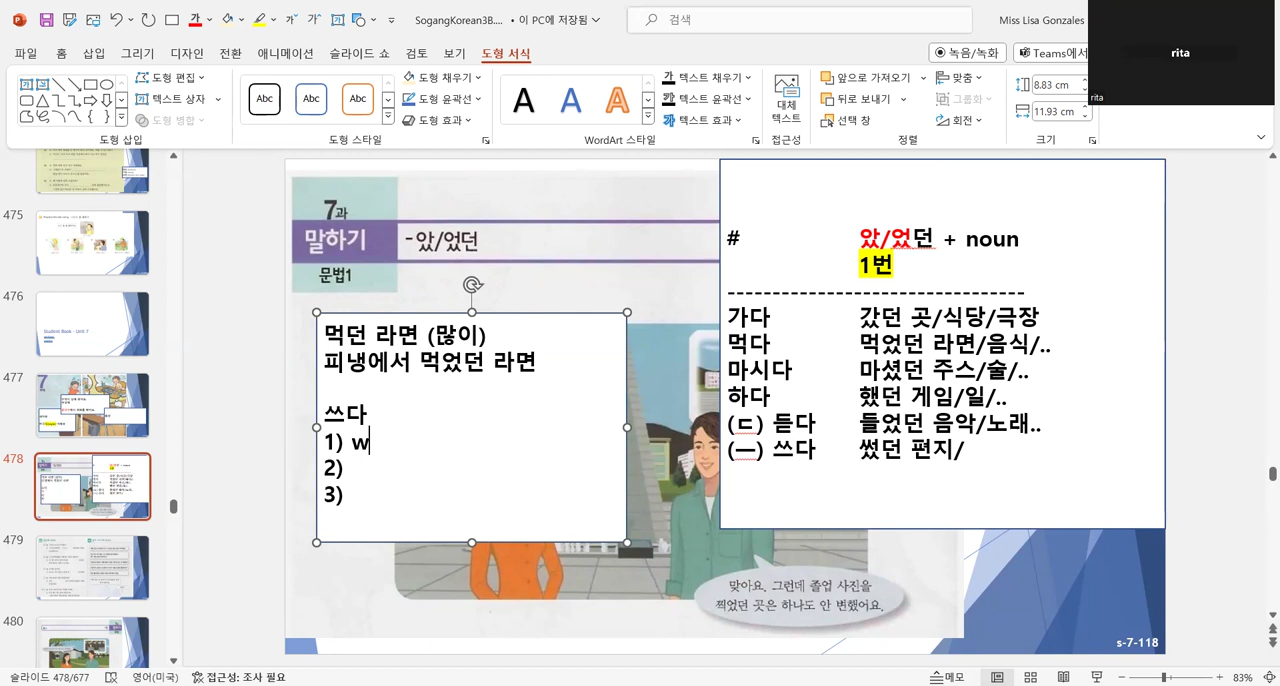 SogangKorean3B.... • 이 PC에 저장됨
검색
Miss Lisa Gonzales
rita
rita
파일 홈 삽입 그리기 디자인 전환 애니메이션 슬라이드 쇼 검토 보기 도형 서식
녹음/녹화
Teams에서
도형 편집
텍스트 상자
도형 병합
도형 삽입
Abc Abc Abc
도형 채우기
도형 윤곽선
도형 효과
도형 스타일
A A A
텍스트 채우기
텍스트 윤곽선
텍스트 효과
WordArt 스타일
대체 텍스트
접근성
앞으로 가져오기
뒤로 보내기
선택 창
맞춤
그룹화
회전
정렬
8.83 cm
11.93 cm
크기
475
476
Student Book - Unit 7
477
478
479
480
7과
말하기
-았/었던
문법1
먹던 라면 (많이)
피냉에서 먹었던 라면
쓰다
1) w
2)
3)
# 았/었던 + noun
1번
---------------------------------
가다 갔던 곳/식당/극장
먹다 먹었던 라면/음식/..
마시다 마셨던 주스/술/..
하다 했던 게임/일/..
(ㄷ) 듣다 들었던 음악/노래..
(ㅡ) 쓰다 썼던 편지/
맞아요. 그런데 졸업 사진을
찍었던 곳은 하나도 안 변했어요.
s-7-118
슬라이드 478/677
영어(미국)
접근성: 조사 필요
메모
83%